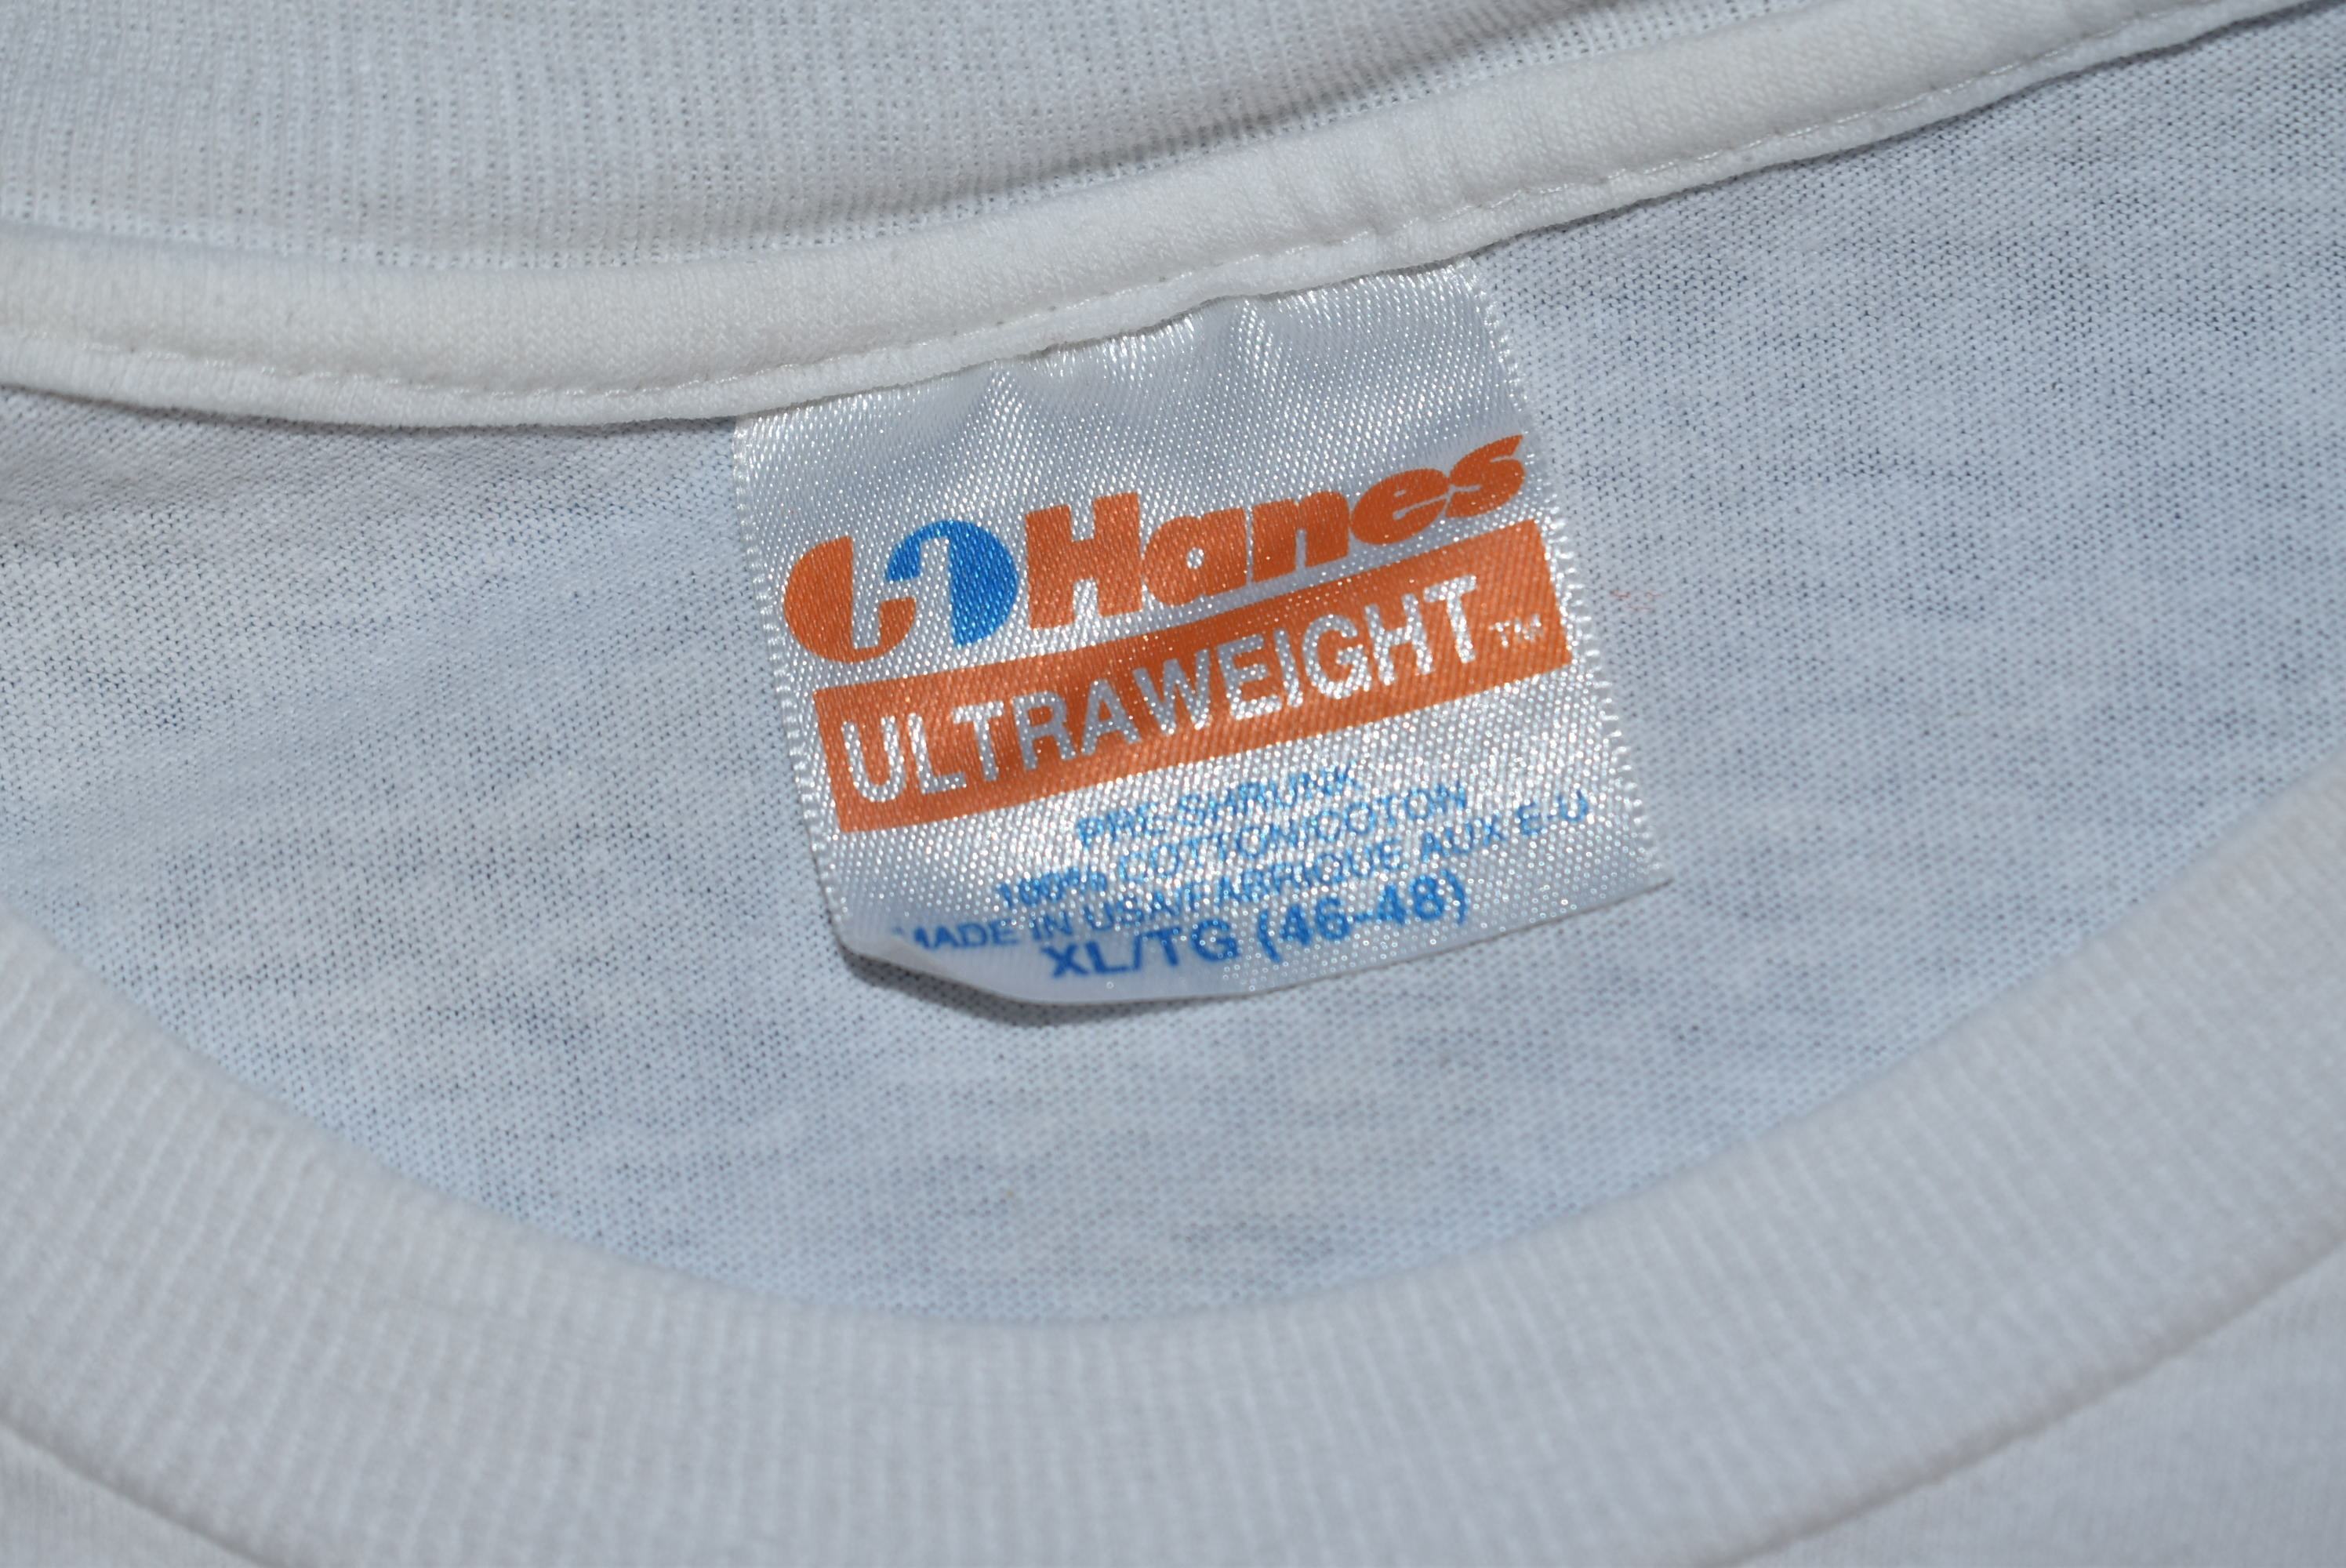 Hanes
ULTRAWEIGHT™
PRE-SHRUNK
100% COTTON/COTON
MADE IN USA/FABRIQUE AUX E-U
XL/TG (46-48)